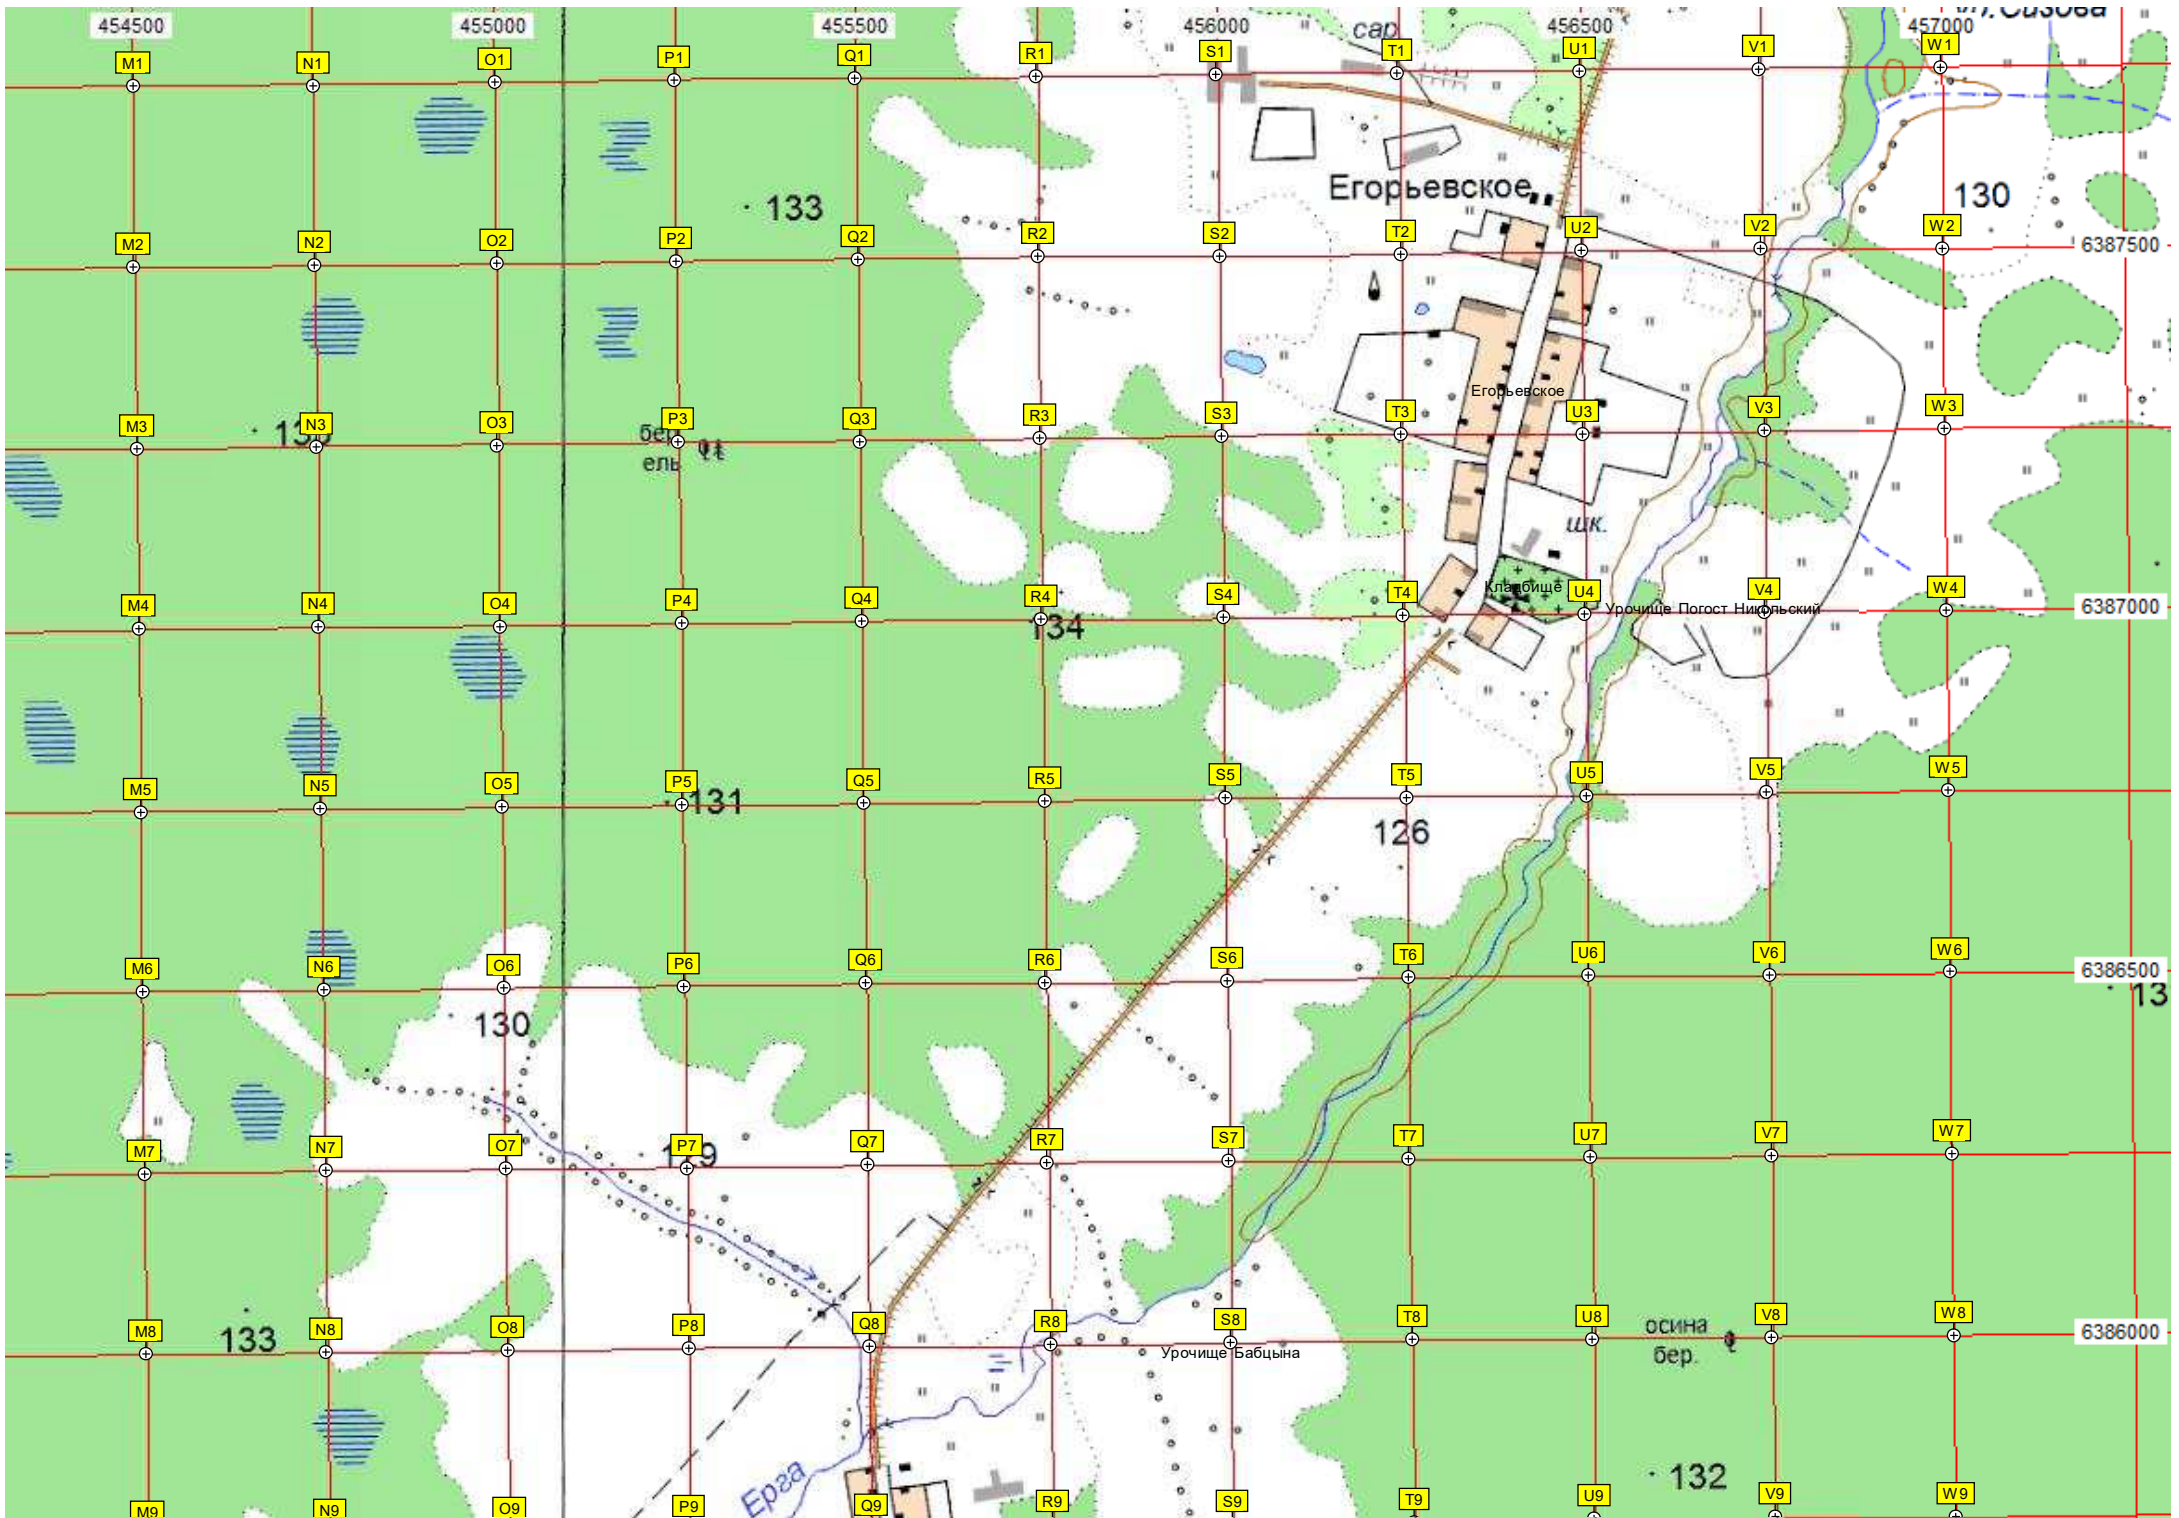 454500 455000 455500 456000 456500 457000
сар.
M1 N1 O1 P1 Q1 R1 S1 T1 U1 V1 W1
133
Егорьевское
130
M2 N2 O2 P2 Q2 R2 S2 T2 U2 V2 W2
6387500
Егорьевское
M3 N3 O3 P3 Q3 R3 S3 T3 U3 V3 W3
бер.
ель
шк.
Кладбище
M4 N4 O4 P4 Q4 R4 S4 T4 U4 V4 W4
Урочище Погост Никольский
6387000
134
M5 N5 O5 P5 Q5 R5 S5 T5 U5 V5 W5
131
126
M6 N6 O6 P6 Q6 R6 S6 T6 U6 V6 W6
6386500
13
130
M7 N7 O7 P7 Q7 R7 S7 T7 U7 V7 W7
M8 N8 O8 P8 Q8 R8 S8 T8 U8 V8 W8
133
осина
бер.
6386000
Урочище Бабцына
Ерга
132
M9 N9 O9 P9 Q9 R9 S9 T9 U9 V9 W9